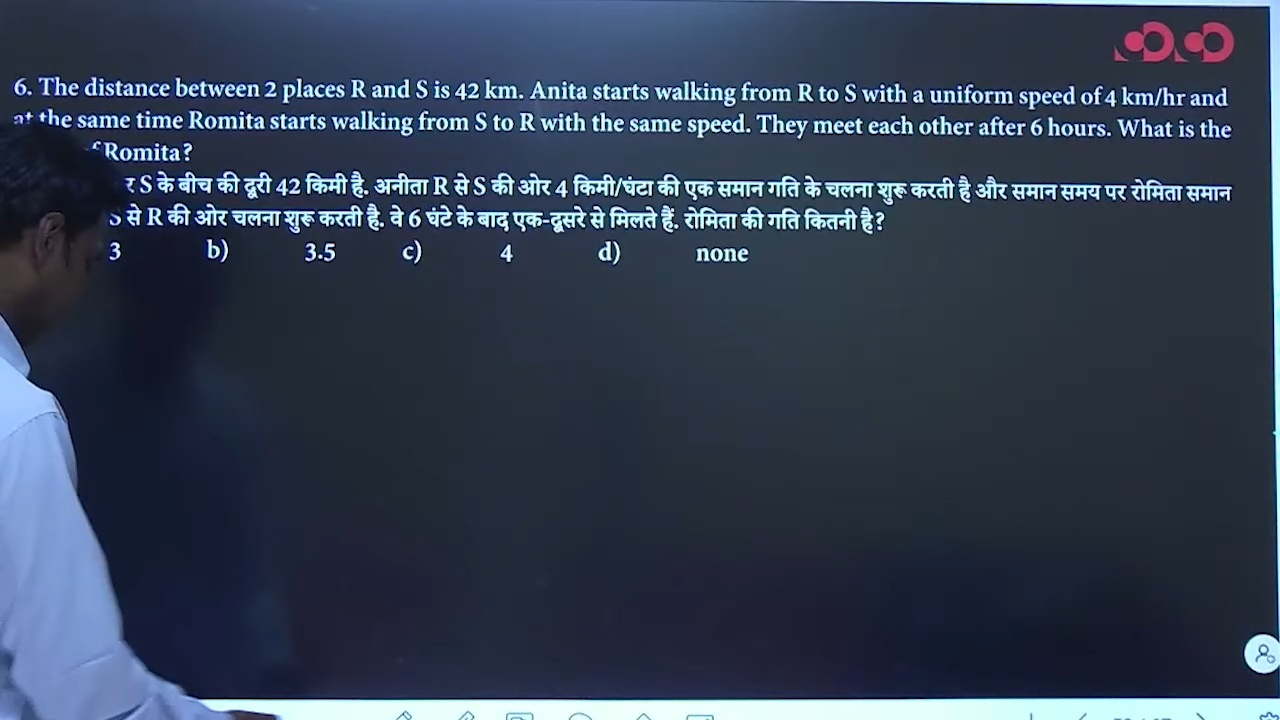 6. The distance between 2 places R and S is 42 km. Anita starts walking from R to S with a uniform speed of 4 km/hr and
at the same time Romita starts walking from S to R with the same speed. They meet each other after 6 hours. What is the
Romita?
S के बीच की दूरी 42 किमी है. अनीता R से S की ओर 4 किमी/घंटा की एक समान गति के चलना शुरू करती है और समान समय पर रोमिता समान
S से R की ओर चलना शुरू करती है. वे 6 घंटे के बाद एक-दूसरे से मिलते हैं. रोमिता की गति कितनी है?
3 b) 3.5 c) 4 d) none